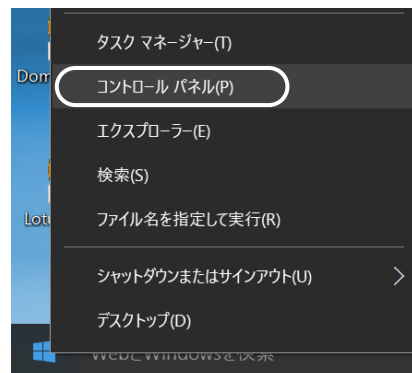 タスク マネージャー(T)
Dom
コントロール パネル(P)
エクスプローラー(E)
検索(S)
Lotu
ファイル名を指定して実行(R)
シャットダウンまたはサインアウト(U)
デスクトップ(D)
WebとWindowsを検索